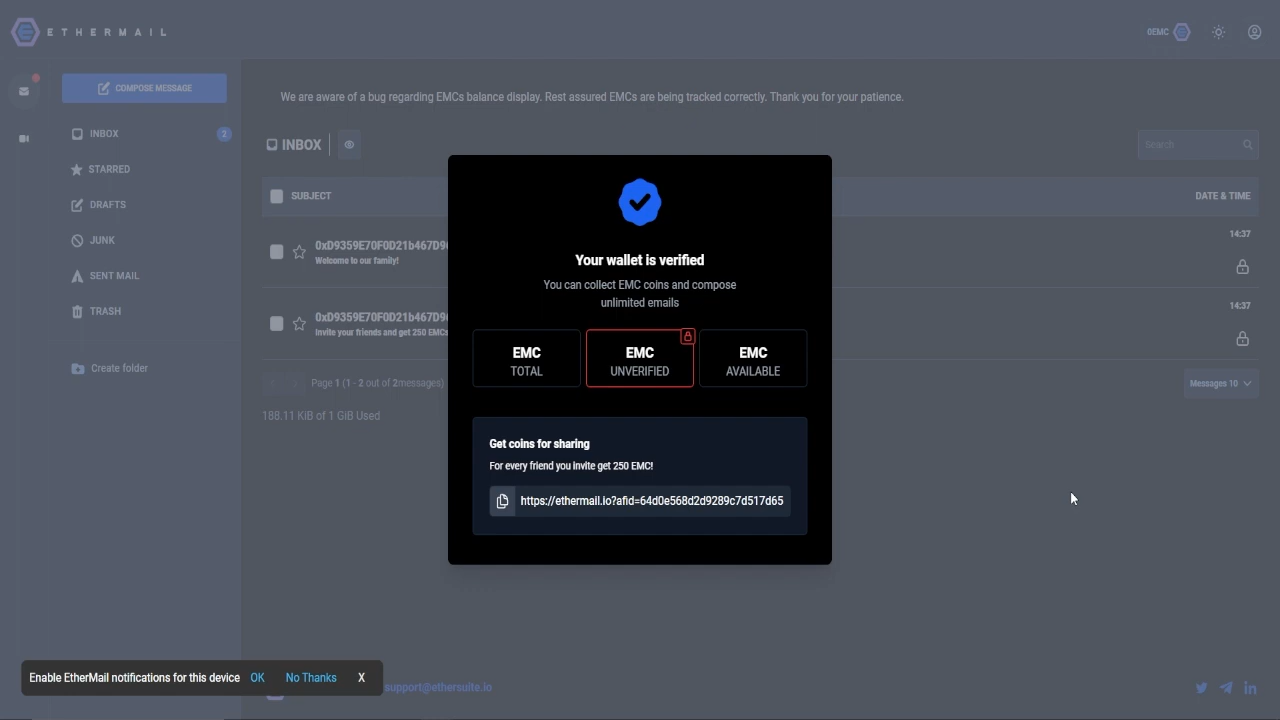 ETHERMAIL
0EMC
COMPOSE MESSAGE
We are aware of a bug regarding EMCs balance display. Rest assured EMCs are being tracked correctly. Thank you for your patience.
INBOX 2
STARRED
DRAFTS
JUNK
SENT MAIL
TRASH
Create folder
INBOX
Search
SUBJECT
DATE & TIME
0xD9359E70F0D21b467D9
14:37
Welcome to our family!
0xD9359E70F0D21b467D9
14:37
Invite your friends and get 250 EMCs
Page 1 (1 - 2 out of 2messages)
Messages 10
188.11 KiB of 1 GiB Used
Your wallet is verified
You can collect EMC coins and compose
unlimited emails
EMC
TOTAL
EMC
UNVERIFIED
EMC
AVAILABLE
Get coins for sharing
For every friend you invite get 250 EMC!
https://ethermail.io?afid=64d0e568d2d9289c7d517d65
Enable EtherMail notifications for this device OK No Thanks X
support@ethersuite.io